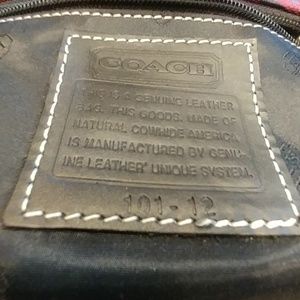 COACH
THIS IS A GENUING LEATHER
BAG. THIS GOODS. MADE OF
NATURAL COWHIDE AMERICA,
IS MANUFACTURED BY GENU-
INE LEATHER' UNIQUE SYSTEM.
101-12